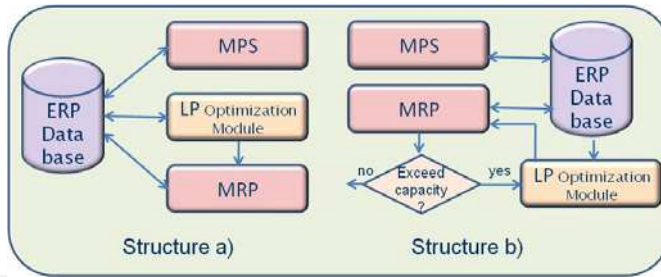 MPS
ERP
Data
base
LP Optimization
Module
MRP
Structure a)
MPS
ERP
Data
base
MRP
no
Exceed
capacity
?
yes
LP Optimization
Module
Structure b)